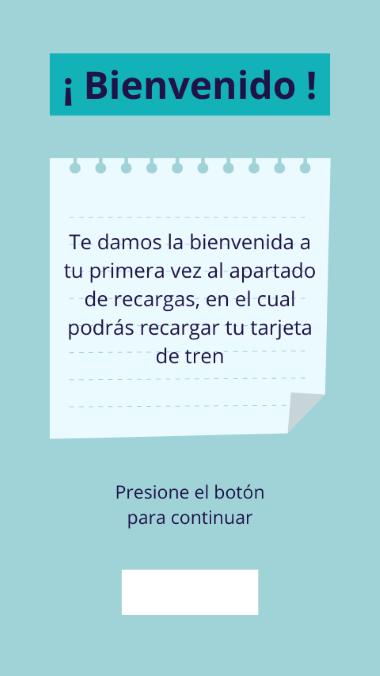 ¡ Bienvenido !
Te damos la bienvenida a
tu primera vez al apartado
de recargas, en el cual
podrás recargar tu tarjeta
de tren
Presione el botón
para continuar